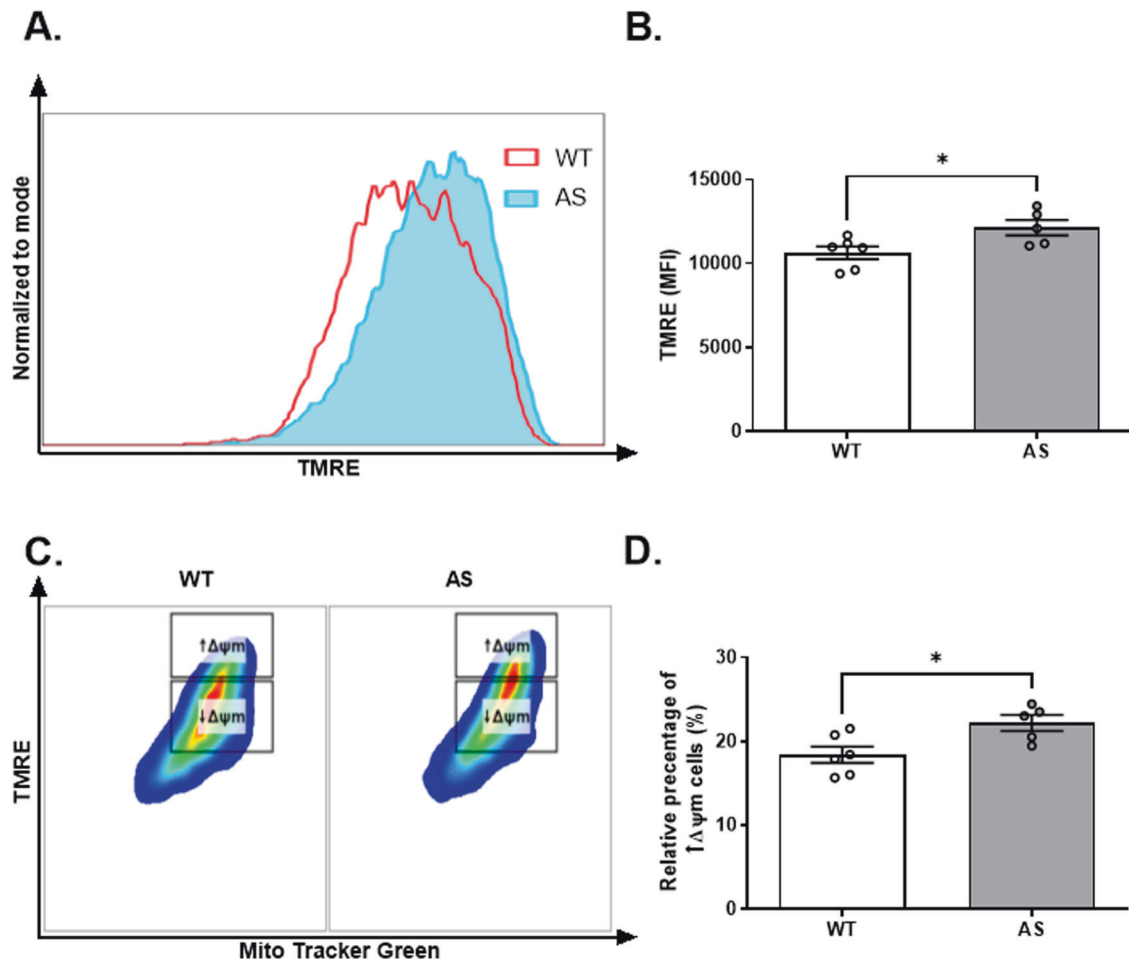 A.
Normalized to mode
WT
AS
TMRE
B.
*
TMRE (MFI)
15000
10000
5000
0
WT
AS
C.
WT
AS
TMRE
↑Δψm
↓Δψm
↑Δψm
↓Δψm
Mito Tracker Green
D.
*
Relative precentage of
↑Δψm cells (%)
30
20
10
0
WT
AS